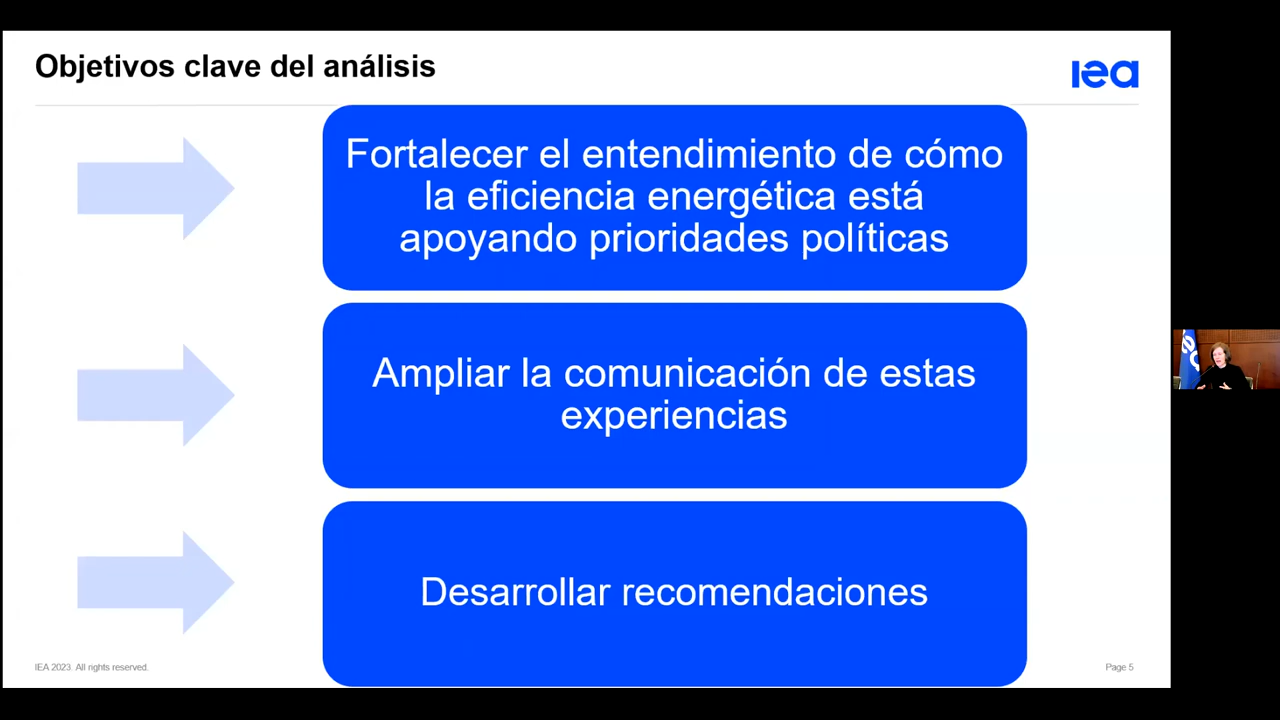 Objetivos clave del análisis
iea
Fortalecer el entendimiento de cómo
la eficiencia energética está
apoyando prioridades políticas
Ampliar la comunicación de estas
experiencias
Desarrollar recomendaciones
IEA 2023. All rights reserved.
Page 5